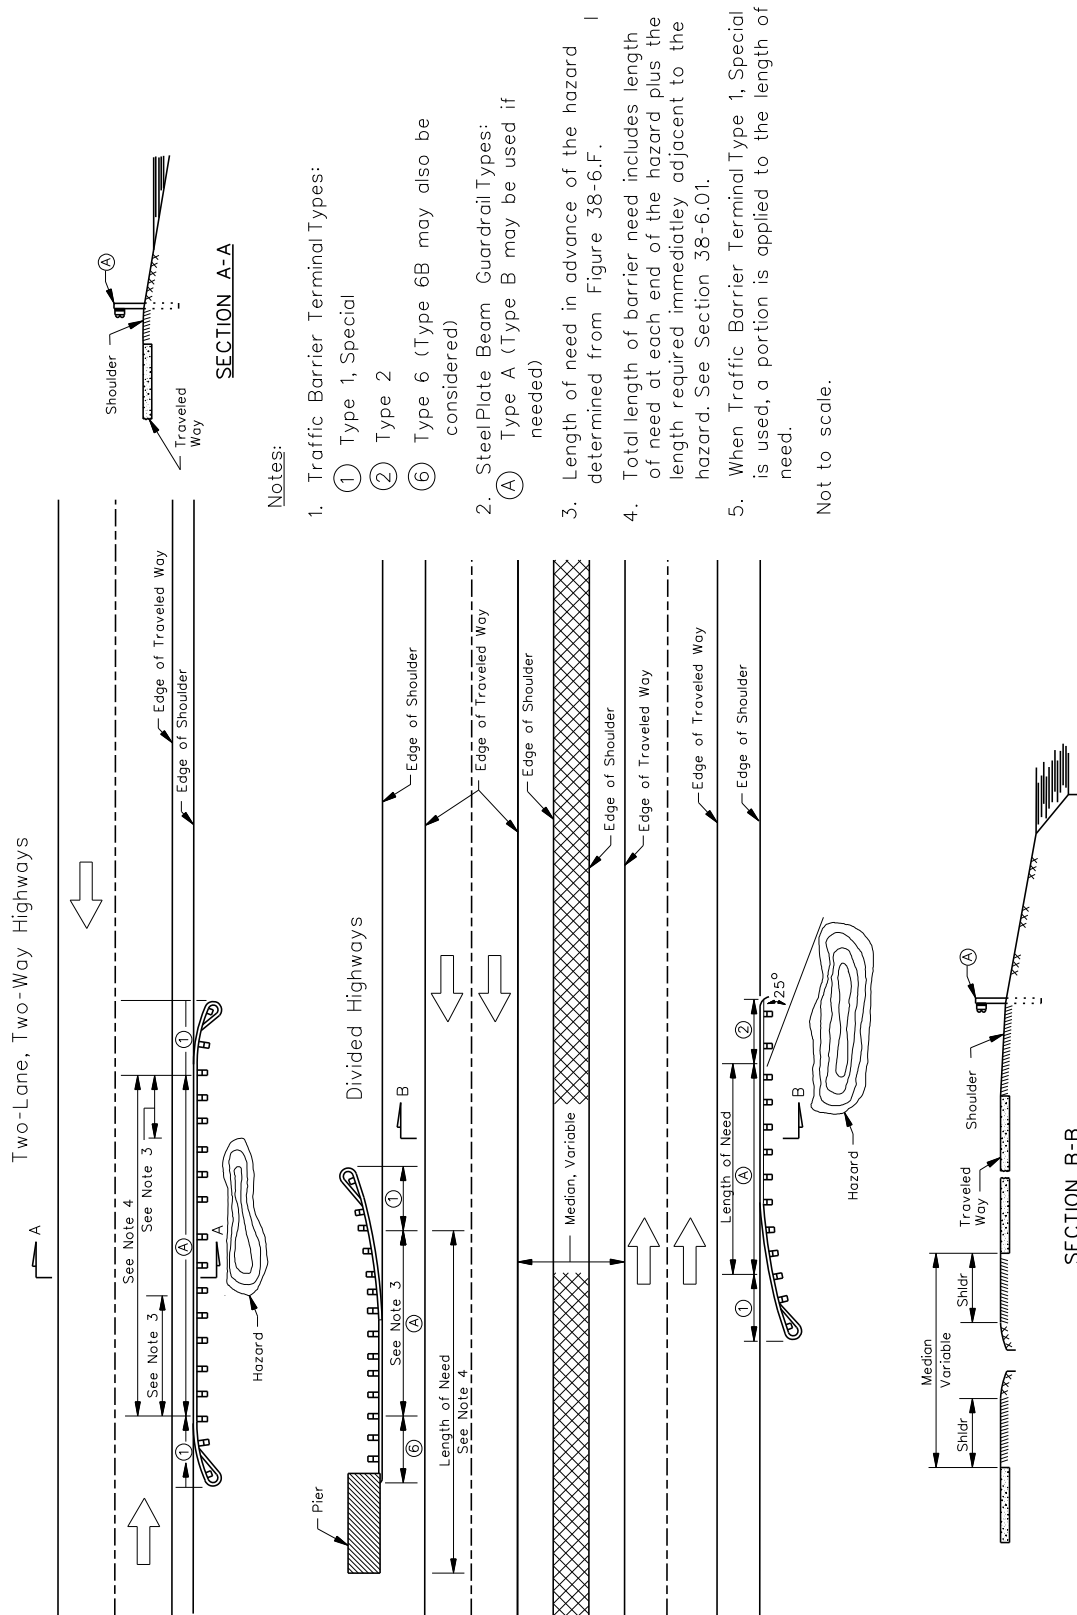 Two-Lane, Two-Way Highways
A
See Note 4
See Note 3
See Note 3
1
A
1
A
Hazard
Edge of Traveled Way
Edge of Shoulder
Divided Highways
Pier
6
See Note 3
A
1
B
Length of Need
See Note 4
Edge of Shoulder
Edge of Traveled Way
Edge of Shoulder
Median, Variable
Edge of Shoulder
Edge of Traveled Way
Edge of Traveled Way
Edge of Shoulder
Length of Need
1
A
2
25°
B
Hazard
Median
Variable
Shldr
Shldr
Traveled
Way
Shoulder
A
SECTION B-B
Shoulder
A
Traveled
Way
SECTION A-A
Notes:
1. Traffic Barrier Terminal Types:
1 Type 1, Special
2 Type 2
6 Type 6 (Type 6B may also be
considered)
2. Steel Plate Beam Guardrail Types:
A Type A (Type B may be used if
needed)
3. Length of need in advance of the hazard
determined from Figure 38-6.F.
4. Total length of barrier need includes length
of need at each end of the hazard plus the
length required immediatley adjacent to the
hazard. See Section 38-6.01.
5. When Traffic Barrier Terminal Type 1, Special
is used, a portion is applied to the length of
need.
Not to scale.